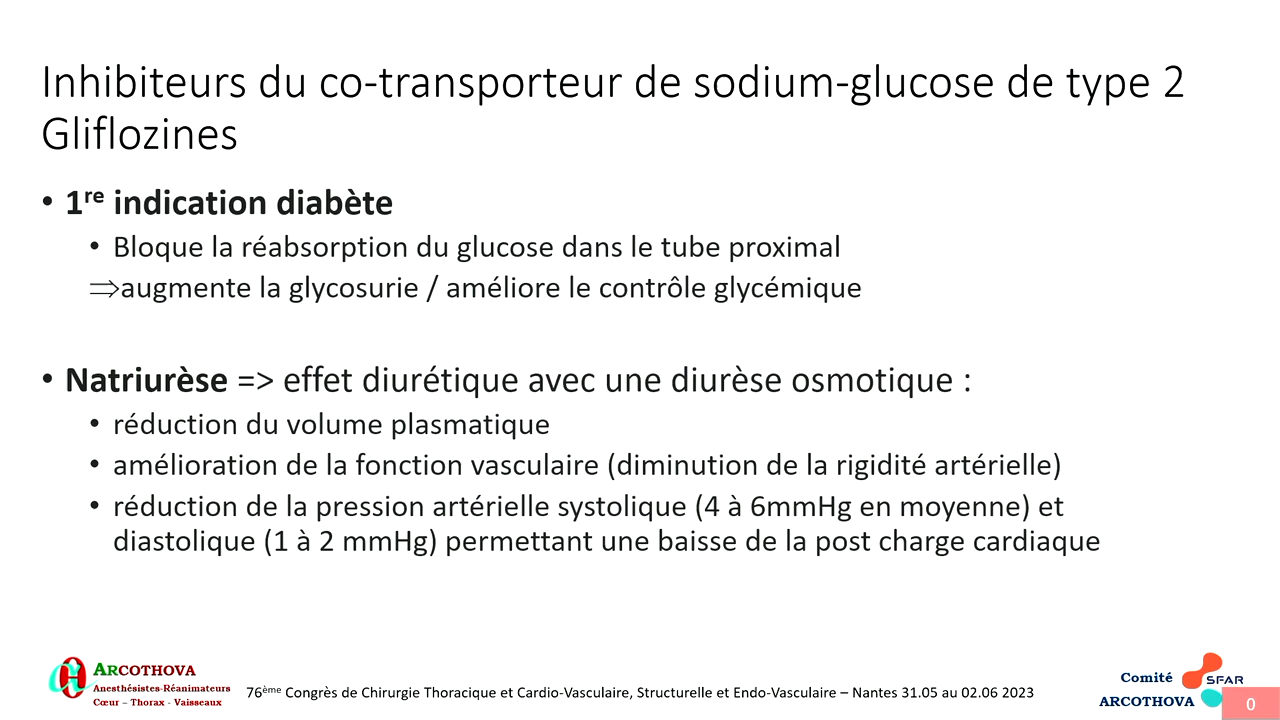 Inhibiteurs du co-transporteur de sodium-glucose de type 2
Gliflozines
• 1re indication diabète
• Bloque la réabsorption du glucose dans le tube proximal
⇒augmente la glycosurie / améliore le contrôle glycémique
• Natriurèse => effet diurétique avec une diurèse osmotique :
• réduction du volume plasmatique
• amélioration de la fonction vasculaire (diminution de la rigidité artérielle)
• réduction de la pression artérielle systolique (4 à 6mmHg en moyenne) et
diastolique (1 à 2 mmHg) permettant une baisse de la post charge cardiaque
ARCOTHOVA
Anesthésistes-Réanimateurs
Cœur – Thorax - Vaisseaux
76ème Congrès de Chirurgie Thoracique et Cardio-Vasculaire, Structurelle et Endo-Vasculaire – Nantes 31.05 au 02.06 2023
Comité
ARCOTHOVA
SFAR
0